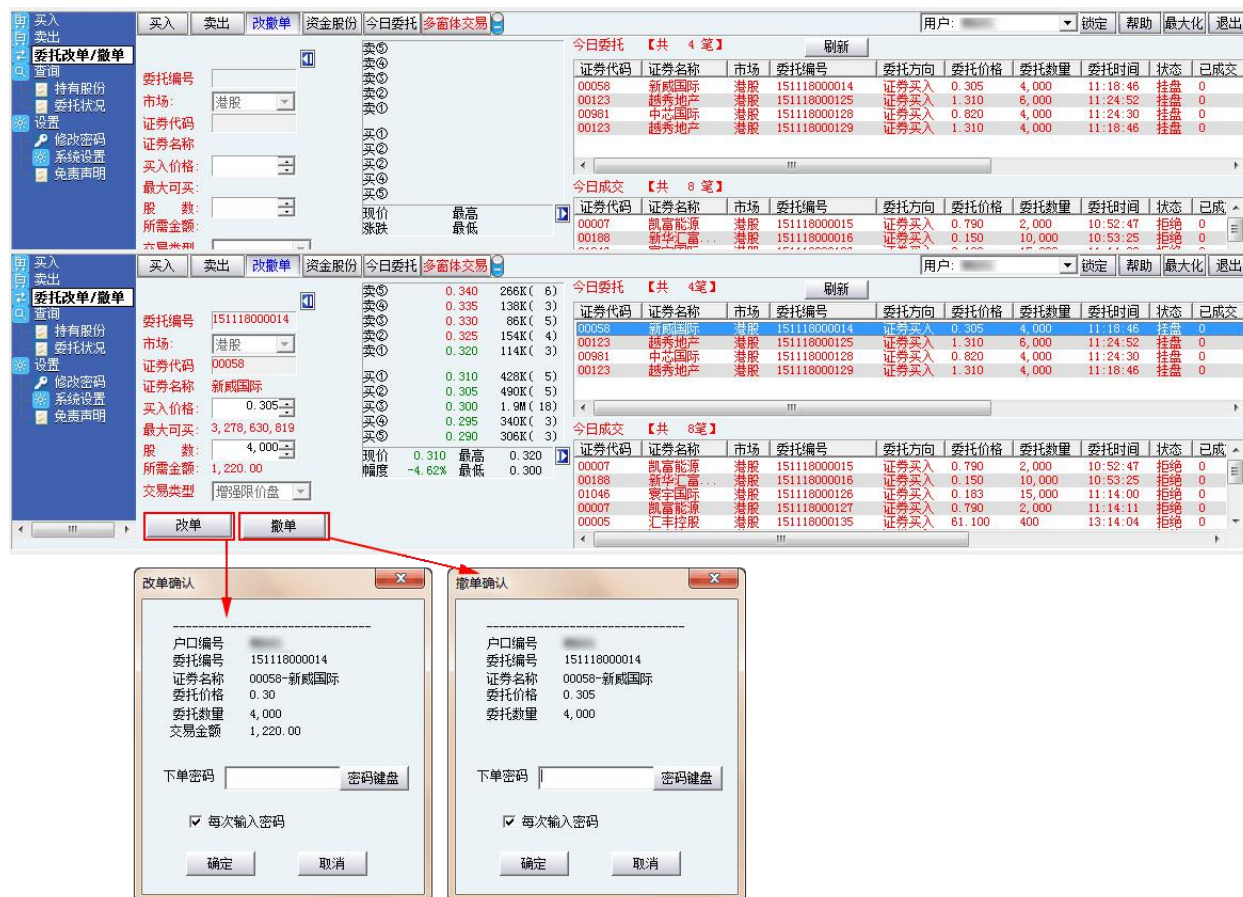 买入
卖出
委托改单/撤单
查询
持有股份
委托状况
设置
修改密码
系统设置
免责声明
买入 卖出 改撤单 资金股份 今日委托 多窗体交易 用户: 锁定 帮助 最大化 退出
委托编号
市场: 港股
证券代码
证券名称
买入价格:
最大可买:
股 数:
所需金额:
交易类型
卖⑤
卖④
卖③
卖②
卖①
买①
买②
买②
买④
买⑤
现价 最高
涨跌 最低
今日委托 【共 4 笔】 刷新
证券代码 证券名称 市场 委托编号 委托方向 委托价格 委托数量 委托时间 状态 已成交
00058 新威国际 港股 151118000014 证券买入 0.305 4,000 11:18:46 挂盘 0
00123 越秀地产 港股 151118000125 证券买入 1.310 6,000 11:24:52 挂盘 0
00981 中芯国际 港股 151118000128 证券买入 0.820 4,000 11:24:30 挂盘 0
00123 越秀地产 港股 151118000129 证券买入 1.310 4,000 11:18:46 挂盘 0
今日成交 【共 8 笔】
证券代码 证券名称 市场 委托编号 委托方向 委托价格 委托数量 委托时间 状态 已成
00007 凯富能源 港股 151118000015 证券买入 0.790 2,000 10:52:47 拒绝 0
00188 新华汇富... 港股 151118000016 证券买入 0.150 10,000 10:53:25 拒绝 0
买入
卖出
委托改单/撤单
查询
持有股份
委托状况
设置
修改密码
系统设置
免责声明
买入 卖出 改撤单 资金股份 今日委托 多窗体交易 用户: 锁定 帮助 最大化 退出
委托编号 151118000014
市场: 港股
证券代码 00058
证券名称 新威国际
买入价格: 0.305
最大可买: 3,278,630,819
股 数: 4,000
所需金额: 1,220.00
交易类型 增强限价盘
改单 撤单
卖⑤ 0.340 266K( 6)
卖④ 0.335 138K( 3)
卖③ 0.330 86K( 5)
卖② 0.325 154K( 4)
卖① 0.320 114K( 3)
买① 0.310 428K( 5)
买② 0.305 490K( 5)
买③ 0.300 1.9M( 18)
买④ 0.295 340K( 3)
买⑤ 0.290 306K( 3)
现价 0.310 最高 0.320
幅度 -4.62% 最低 0.300
今日委托 【共 4笔】 刷新
证券代码 证券名称 市场 委托编号 委托方向 委托价格 委托数量 委托时间 状态 已成交
00058 新威国际 港股 151118000014 证券买入 0.305 4,000 11:18:46 挂盘 0
00123 越秀地产 港股 151118000125 证券买入 1.310 6,000 11:24:52 挂盘 0
00981 中芯国际 港股 151118000128 证券买入 0.820 4,000 11:24:30 挂盘 0
00123 越秀地产 港股 151118000129 证券买入 1.310 4,000 11:18:46 挂盘 0
今日成交 【共 8笔】
证券代码 证券名称 市场 委托编号 委托方向 委托价格 委托数量 委托时间 状态 已成
00007 凯富能源 港股 151118000015 证券买入 0.790 2,000 10:52:47 拒绝 0
00188 新华汇富... 港股 151118000016 证券买入 0.150 10,000 10:53:25 拒绝 0
01046 寰宇国际 港股 151118000126 证券买入 0.183 15,000 11:14:00 拒绝 0
00007 凯富能源 港股 151118000127 证券买入 0.790 2,000 11:14:11 拒绝 0
00005 汇丰控股 港股 151118000135 证券买入 61.100 400 13:14:04 拒绝 0
改单确认
户口编号
委托编号 151118000014
证券名称 00058-新威国际
委托价格 0.30
委托数量 4,000
交易金额 1,220.00
下单密码 密码键盘
每次输入密码
确定 取消
撤单确认
户口编号
委托编号 151118000014
证券名称 00058-新威国际
委托价格 0.305
委托数量 4,000
下单密码 密码键盘
每次输入密码
确定 取消